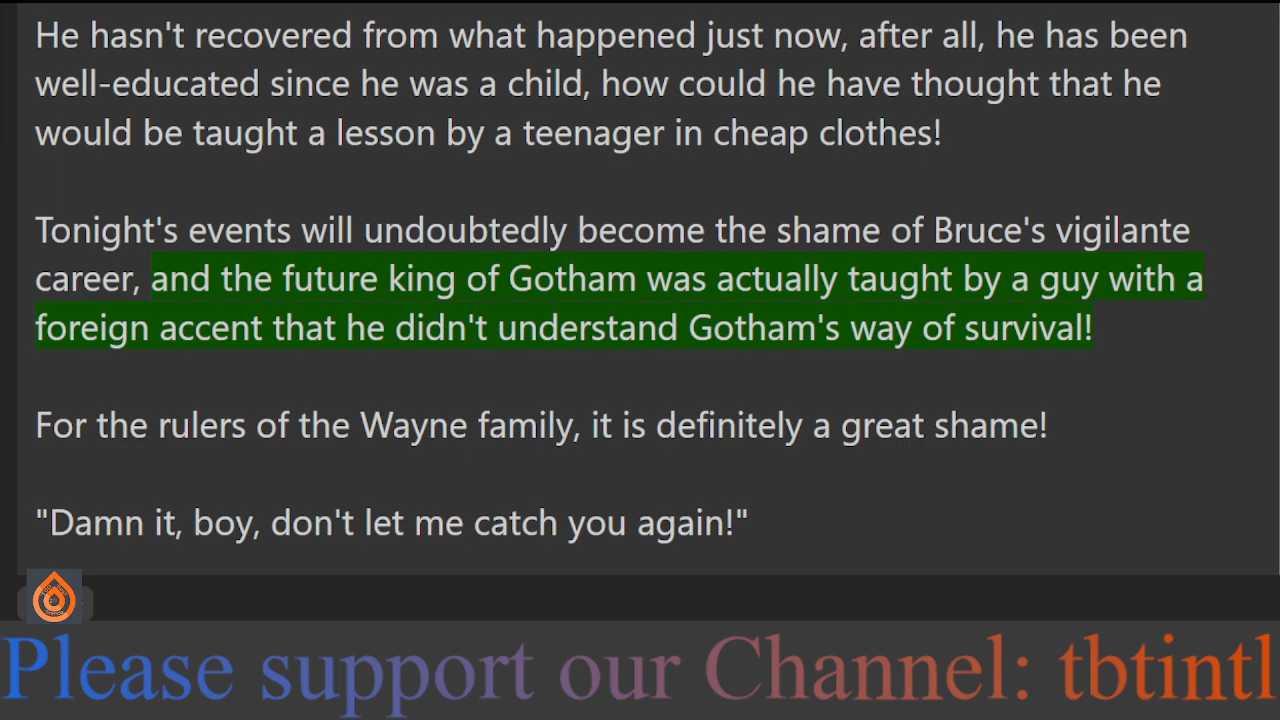 He hasn't recovered from what happened just now, after all, he has been
well-educated since he was a child, how could he have thought that he
would be taught a lesson by a teenager in cheap clothes!
Tonight's events will undoubtedly become the shame of Bruce's vigilante
career, and the future king of Gotham was actually taught by a guy with a
foreign accent that he didn't understand Gotham's way of survival!
For the rulers of the Wayne family, it is definitely a great shame!
"Damn it, boy, don't let me catch you again!"
Please support our Channel: tbtintl